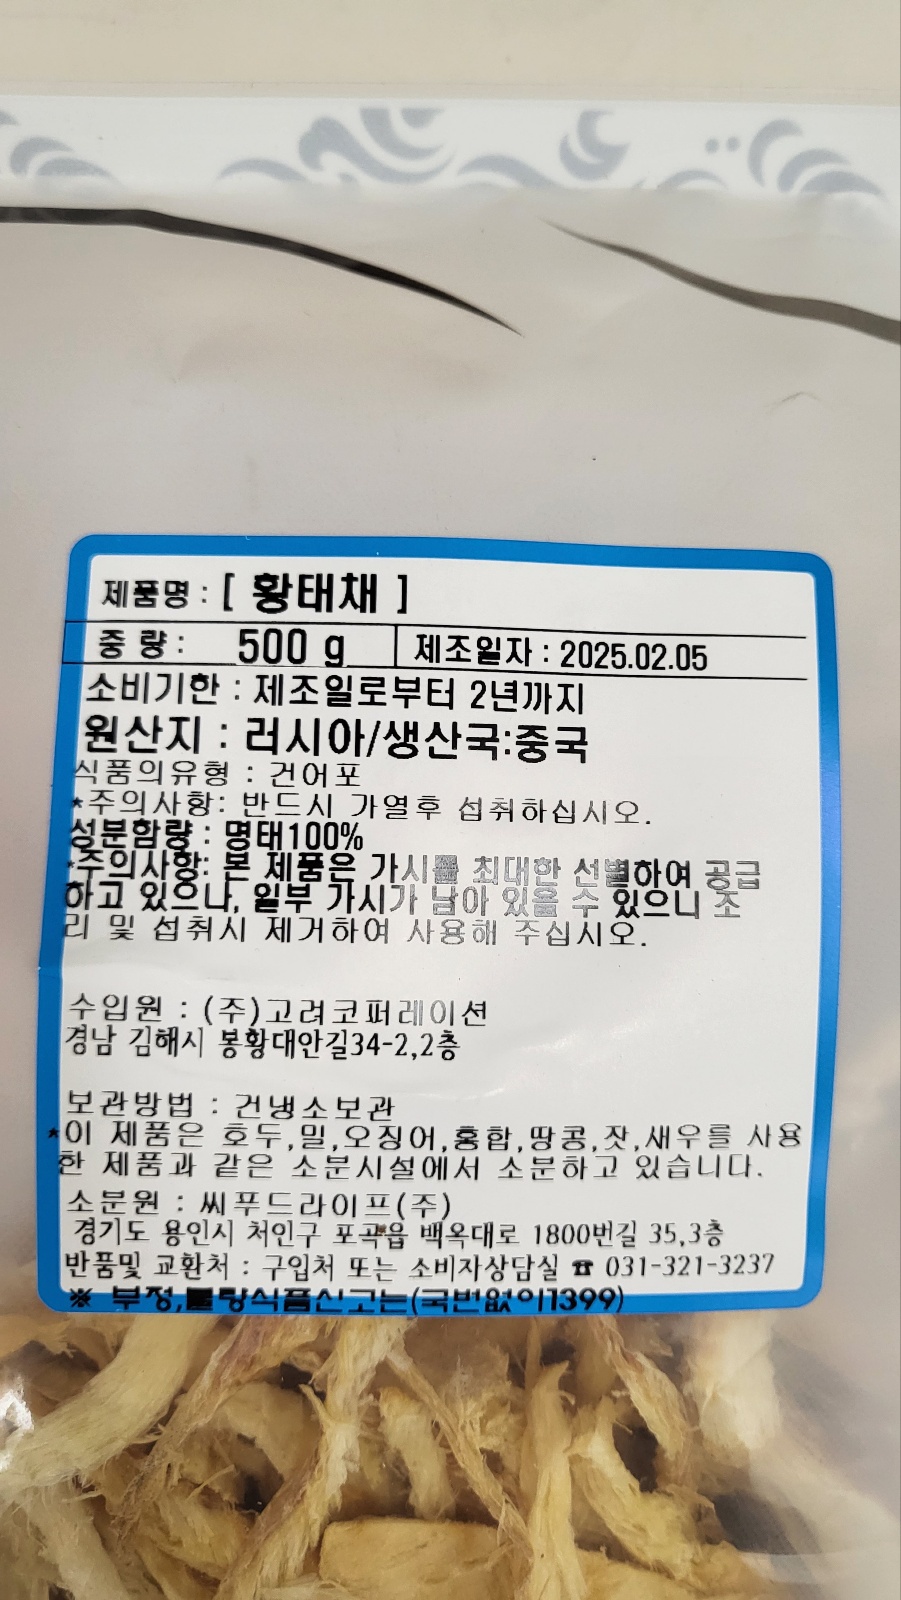 제품명 : [ 황태채 ]
중 량 : 500 g 제조일자 : 2025.02.05
소비기한 : 제조일로부터 2년까지
원산지 : 러시아/생산국:중국
식품의유형 : 건어포
*주의사항: 반드시 가열후 섭취하십시오.
성분함량 : 명태100%
*주의사항: 본 제품은 가시를 최대한 선별하여 공급
하고 있으나, 일부 가시가 남아 있을 수 있으니 조
리 및 섭취시 제거하여 사용해 주십시오.
수입원 : (주)고려코퍼레이션
경남 김해시 봉황대안길34-2,2층
보관방법 : 건냉소보관
*이 제품은 호두,밀,오징어,홍합,땅콩,잣,새우를 사용
한 제품과 같은 소분시설에서 소분하고 있습니다.
소분원 : 씨푸드라이프(주)
경기도 용인시 처인구 포곡읍 백옥대로 1800번길 35,3층
반품및 교환처 : 구입처 또는 소비자상담실 ☎ 031-321-3237
※ 부정,불량식품신고는(국번없이1399)